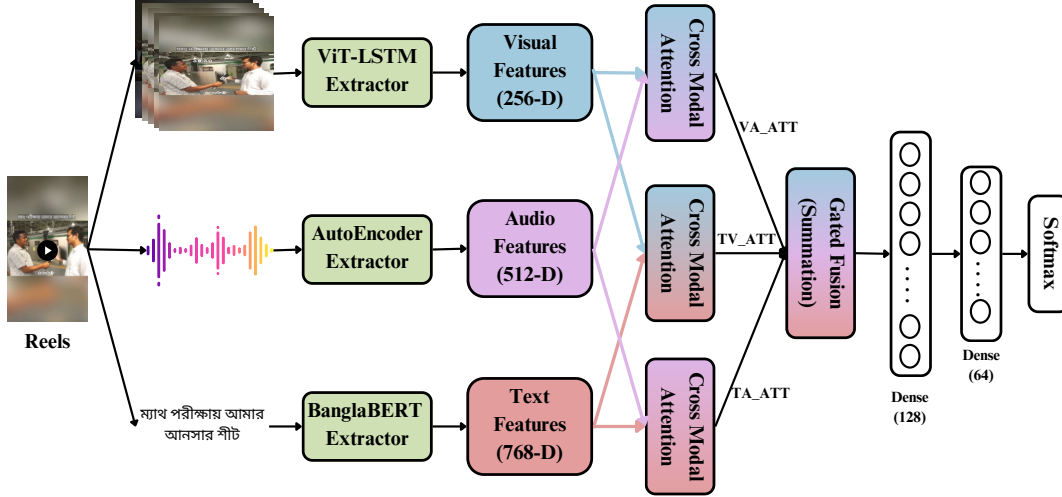 ViT-LSTM
Extractor
Visual
Features
(256-D)
Cross Modal
Attention
VA_ATT
Reels
AutoEncoder
Extractor
Audio
Features
(512-D)
Cross Modal
Attention
TV_ATT
Gated Fusion
(Summation)
Dense
(128)
Dense
(64)
Softmax
ম্যাথ পরীক্ষায় আমার
আনসার শীট
BanglaBERT
Extractor
Text
Features
(768-D)
Cross Modal
Attention
TA_ATT